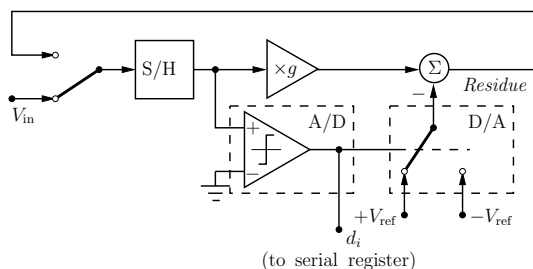 S/H
×g
Σ
V_in
−
Residue
A/D
D/A
+
−
+V_ref
−V_ref
d_i
(to serial register)